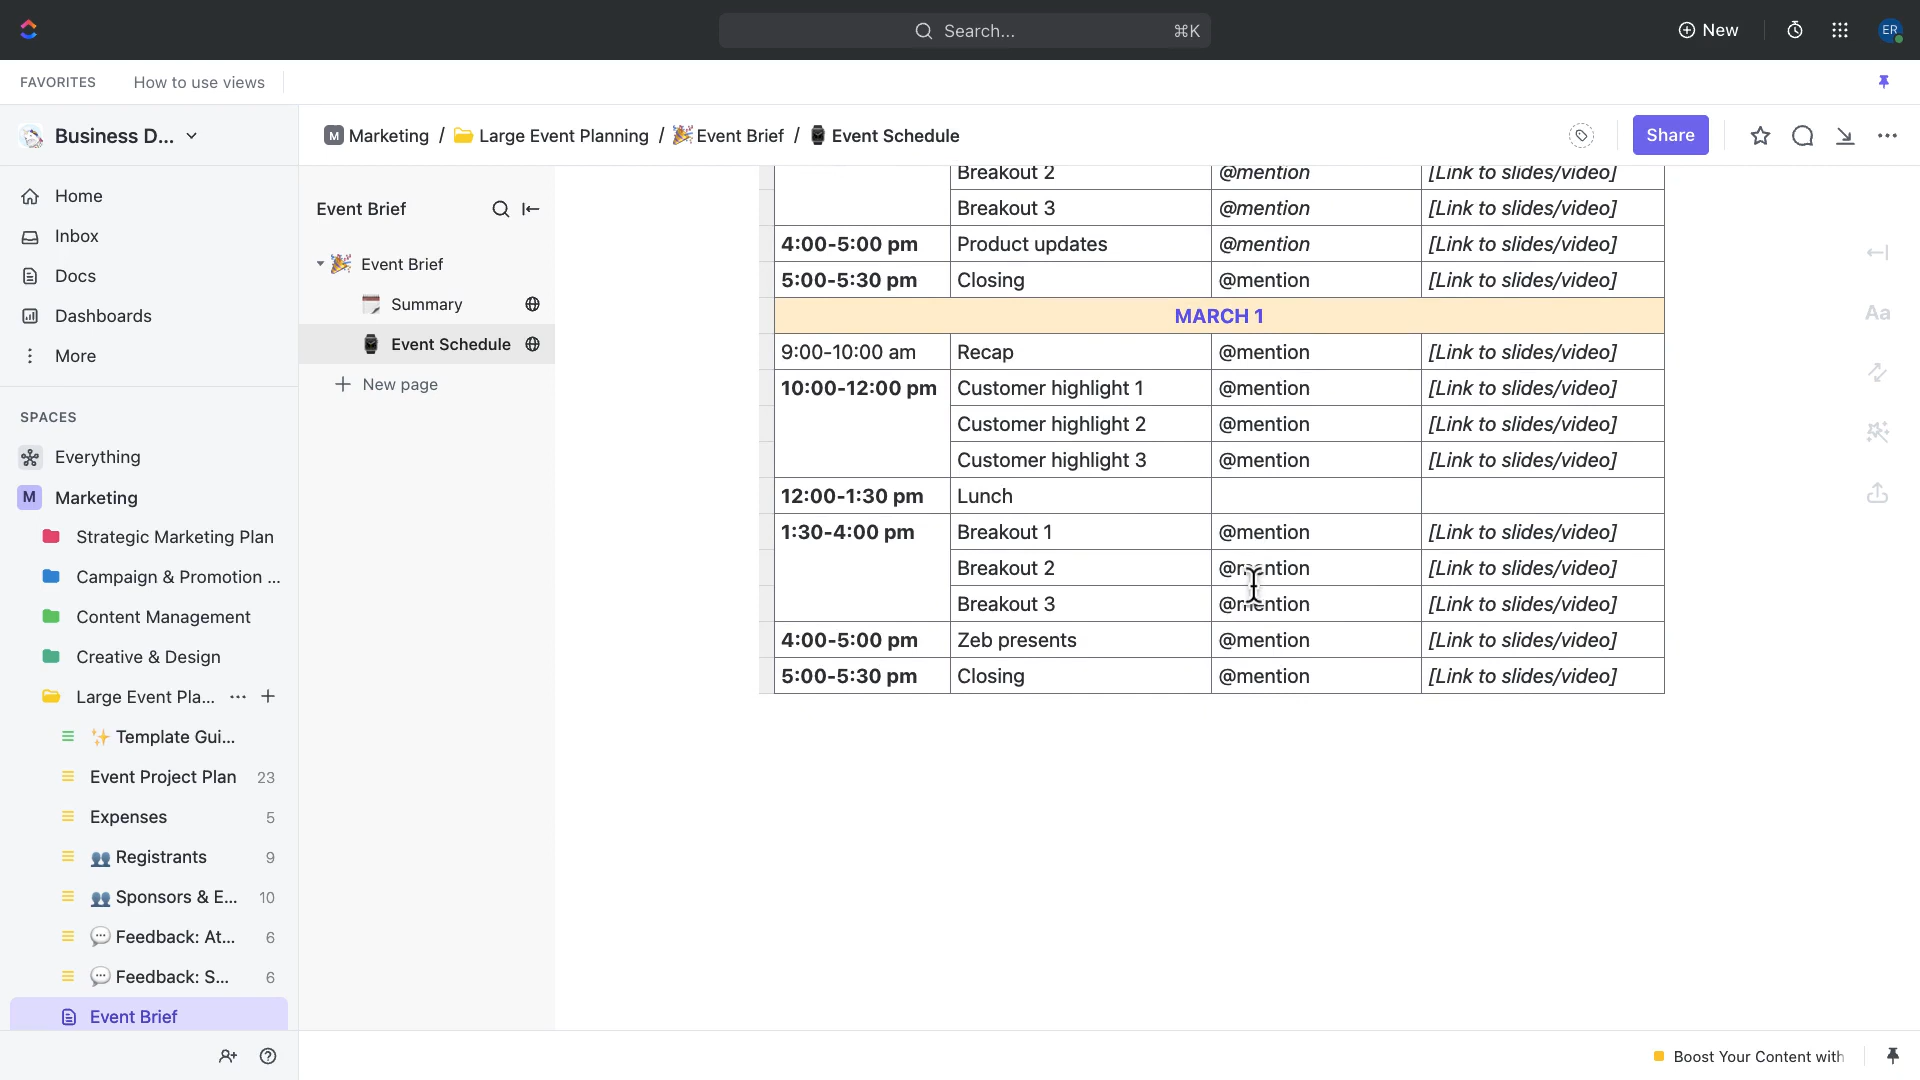 Search...
⌘K
New
ER
FAVORITES
How to use views
Business D...
M Marketing / Large Event Planning / Event Brief / Event Schedule
Share
Home
Inbox
Docs
Dashboards
More
SPACES
Everything
M Marketing
Strategic Marketing Plan
Campaign & Promotion ...
Content Management
Creative & Design
Large Event Pla...
Template Gui...
Event Project Plan 23
Expenses 5
Registrants 9
Sponsors & E... 10
Feedback: At... 6
Feedback: S... 6
Event Brief
Event Brief
Event Brief
Summary
Event Schedule
New page
Breakout 2 @mention [Link to slides/video]
Breakout 3 @mention [Link to slides/video]
4:00-5:00 pm Product updates @mention [Link to slides/video]
5:00-5:30 pm Closing @mention [Link to slides/video]
MARCH 1
9:00-10:00 am Recap @mention [Link to slides/video]
10:00-12:00 pm Customer highlight 1 @mention [Link to slides/video]
Customer highlight 2 @mention [Link to slides/video]
Customer highlight 3 @mention [Link to slides/video]
12:00-1:30 pm Lunch
1:30-4:00 pm Breakout 1 @mention [Link to slides/video]
Breakout 2 @mention [Link to slides/video]
Breakout 3 @mention [Link to slides/video]
4:00-5:00 pm Zeb presents @mention [Link to slides/video]
5:00-5:30 pm Closing @mention [Link to slides/video]
Aa
Boost Your Content with